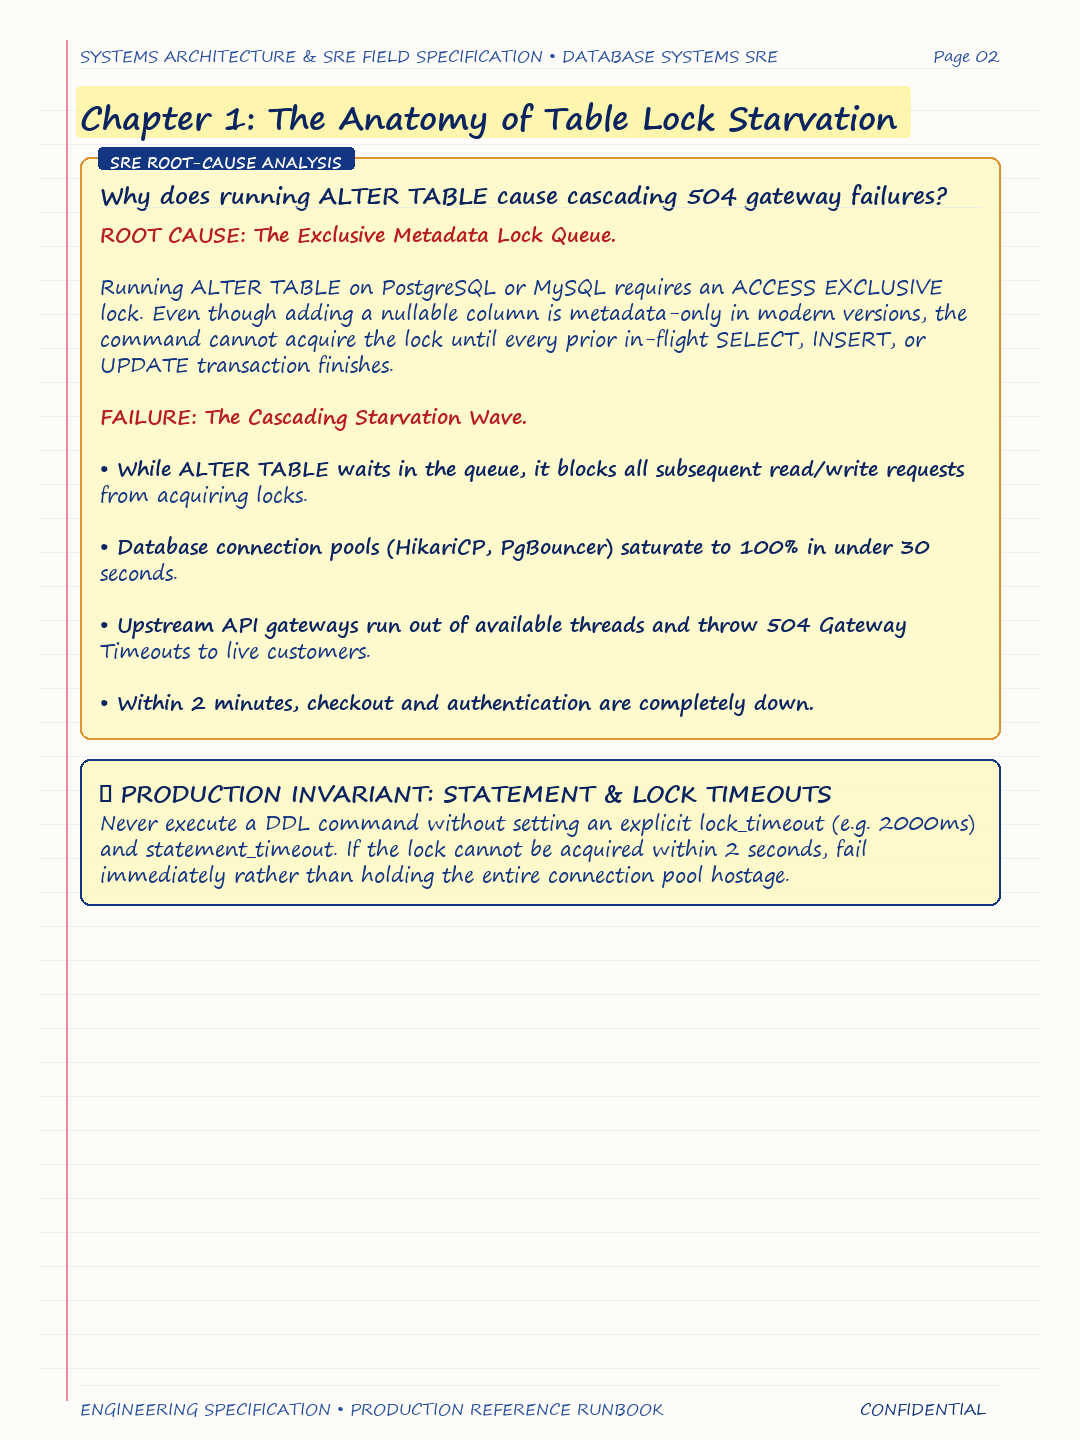 SYSTEMS ARCHITECTURE & SRE FIELD SPECIFICATION • DATABASE SYSTEMS SRE
Page 02
Chapter 1: The Anatomy of Table Lock Starvation
SRE ROOT-CAUSE ANALYSIS
Why does running ALTER TABLE cause cascading 504 gateway failures?
ROOT CAUSE: The Exclusive Metadata Lock Queue.
Running ALTER TABLE on PostgreSQL or MySQL requires an ACCESS EXCLUSIVE
lock. Even though adding a nullable column is metadata-only in modern versions, the
command cannot acquire the lock until every prior in-flight SELECT, INSERT, or
UPDATE transaction finishes.
FAILURE: The Cascading Starvation Wave.
• While ALTER TABLE waits in the queue, it blocks all subsequent read/write requests
from acquiring locks.
• Database connection pools (HikariCP, PgBouncer) saturate to 100% in under 30
seconds.
• Upstream API gateways run out of available threads and throw 504 Gateway
Timeouts to live customers.
• Within 2 minutes, checkout and authentication are completely down.
PRODUCTION INVARIANT: STATEMENT & LOCK TIMEOUTS
Never execute a DDL command without setting an explicit lock_timeout (e.g. 2000ms)
and statement_timeout. If the lock cannot be acquired within 2 seconds, fail
immediately rather than holding the entire connection pool hostage.
ENGINEERING SPECIFICATION • PRODUCTION REFERENCE RUNBOOK
CONFIDENTIAL